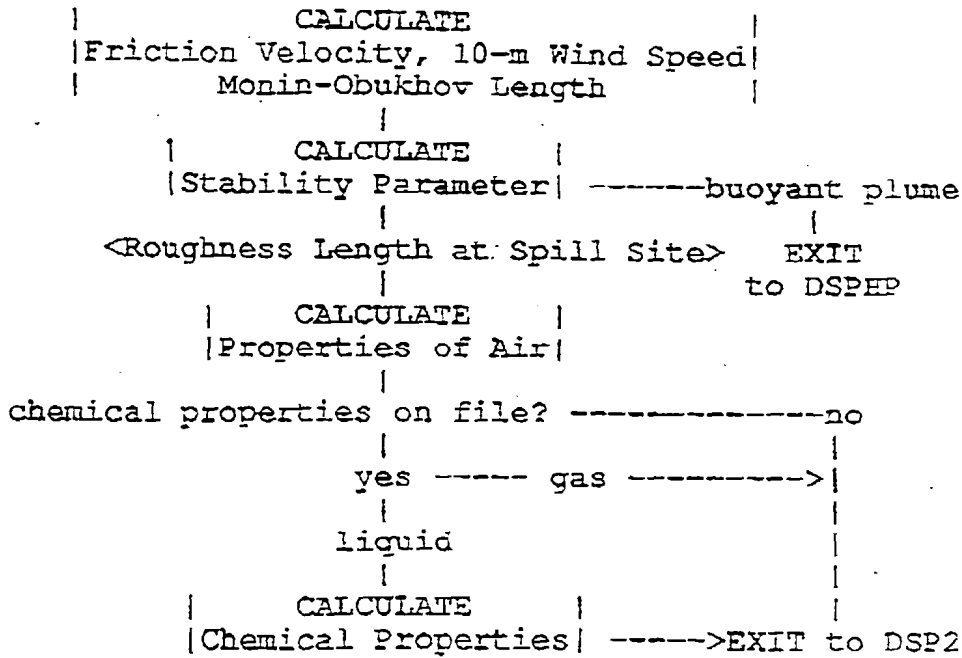 | CALCULATE |
|Friction Velocity, 10-m Wind Speed|
| Monin-Obukhov Length |
|
| CALCULATE |
|Stability Parameter| ------buoyant plume
| |
<Roughness Length at Spill Site> EXIT
| to DSPHP
| CALCULATE |
|Properties of Air|
|
chemical properties on file? --------------no
| |
yes ----- gas --------->|
| |
liquid |
| |
| CALCULATE | |
|Chemical Properties| ----->EXIT to DSP2